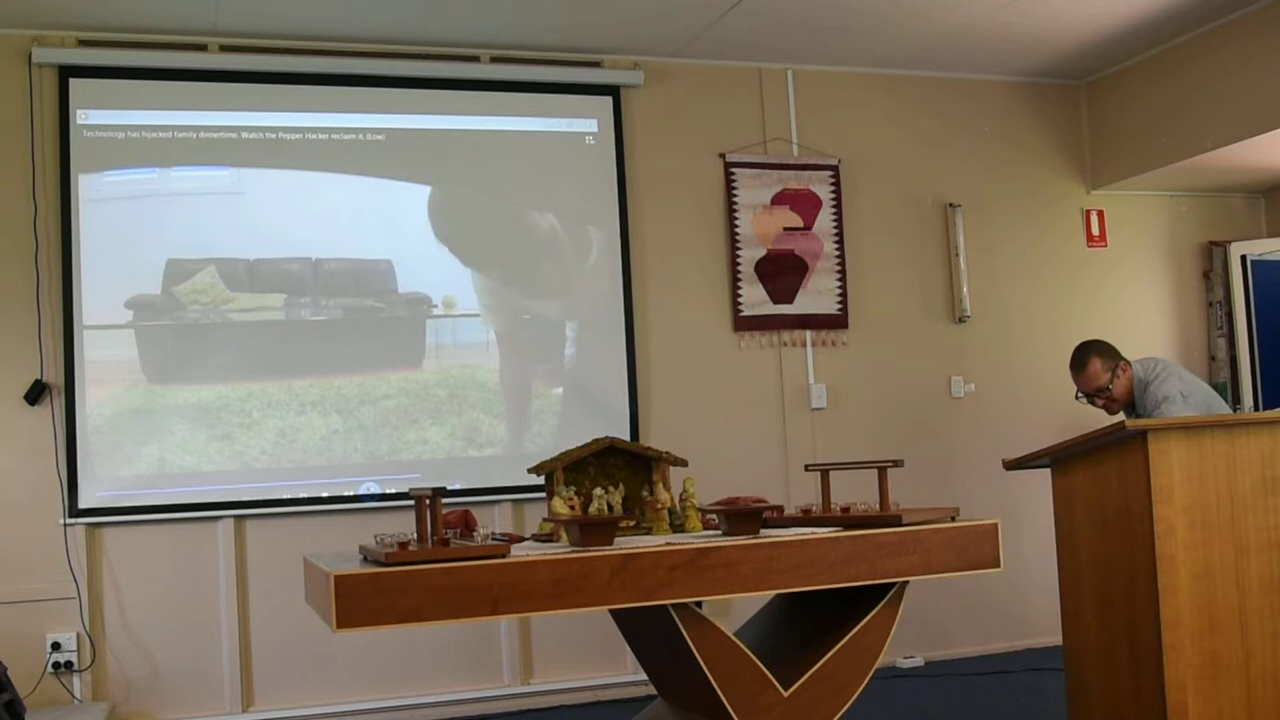 Technology has hijacked family dinnertime. Watch the Pepper Hacker reclaim it. (Low)